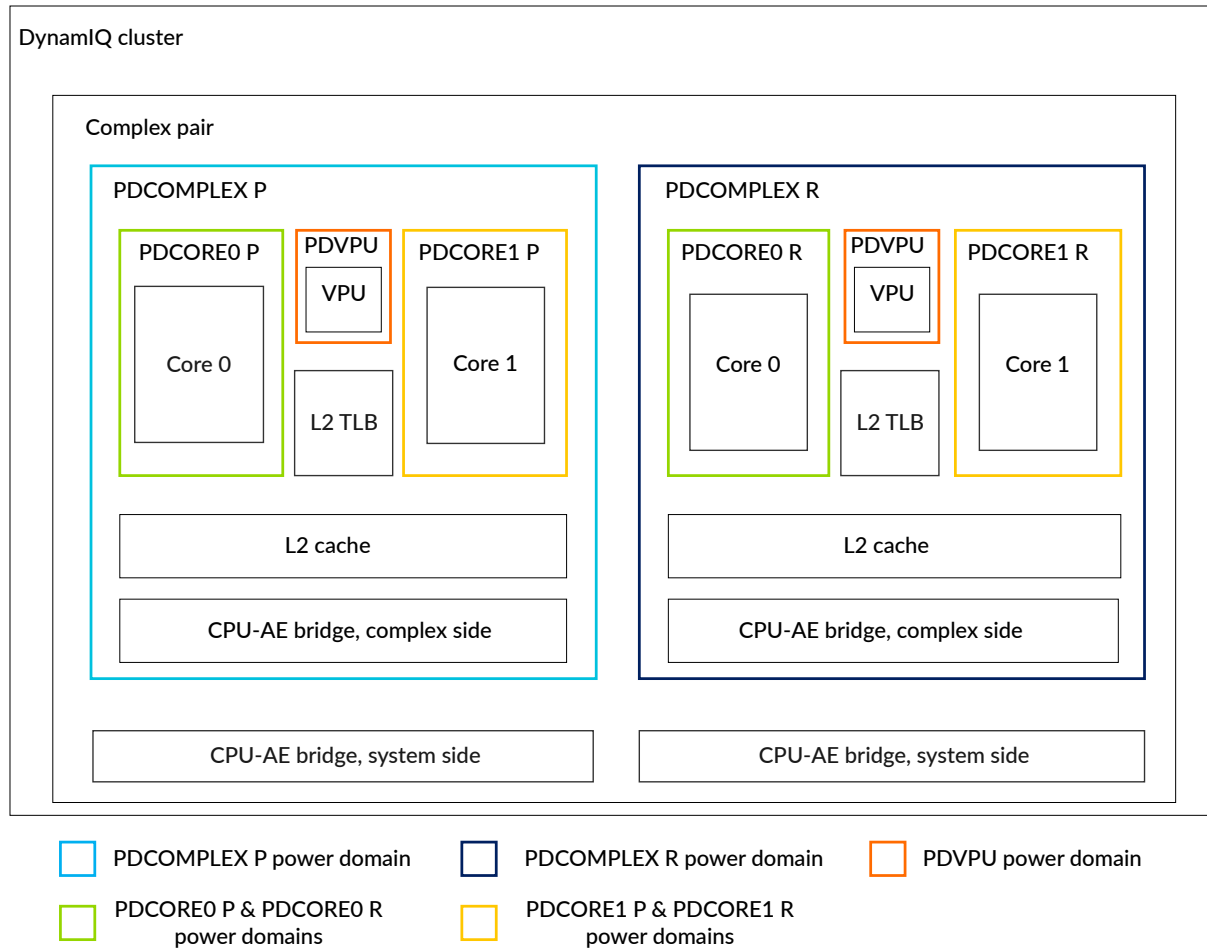 DynamIQ cluster
Complex pair
PDCOMPLEX P
PDCOMPLEX R
PDCORE0 P
PDVPU
PDCORE1 P
VPU
Core 0
Core 1
L2 TLB
L2 cache
CPU-AE bridge, complex side
PDCORE0 R
PDVPU
PDCORE1 R
VPU
Core 0
Core 1
L2 TLB
L2 cache
CPU-AE bridge, complex side
CPU-AE bridge, system side
CPU-AE bridge, system side
PDCOMPLEX P power domain
PDCOMPLEX R power domain
PDVPU power domain
PDCORE0 P & PDCORE0 R
power domains
PDCORE1 P & PDCORE1 R
power domains